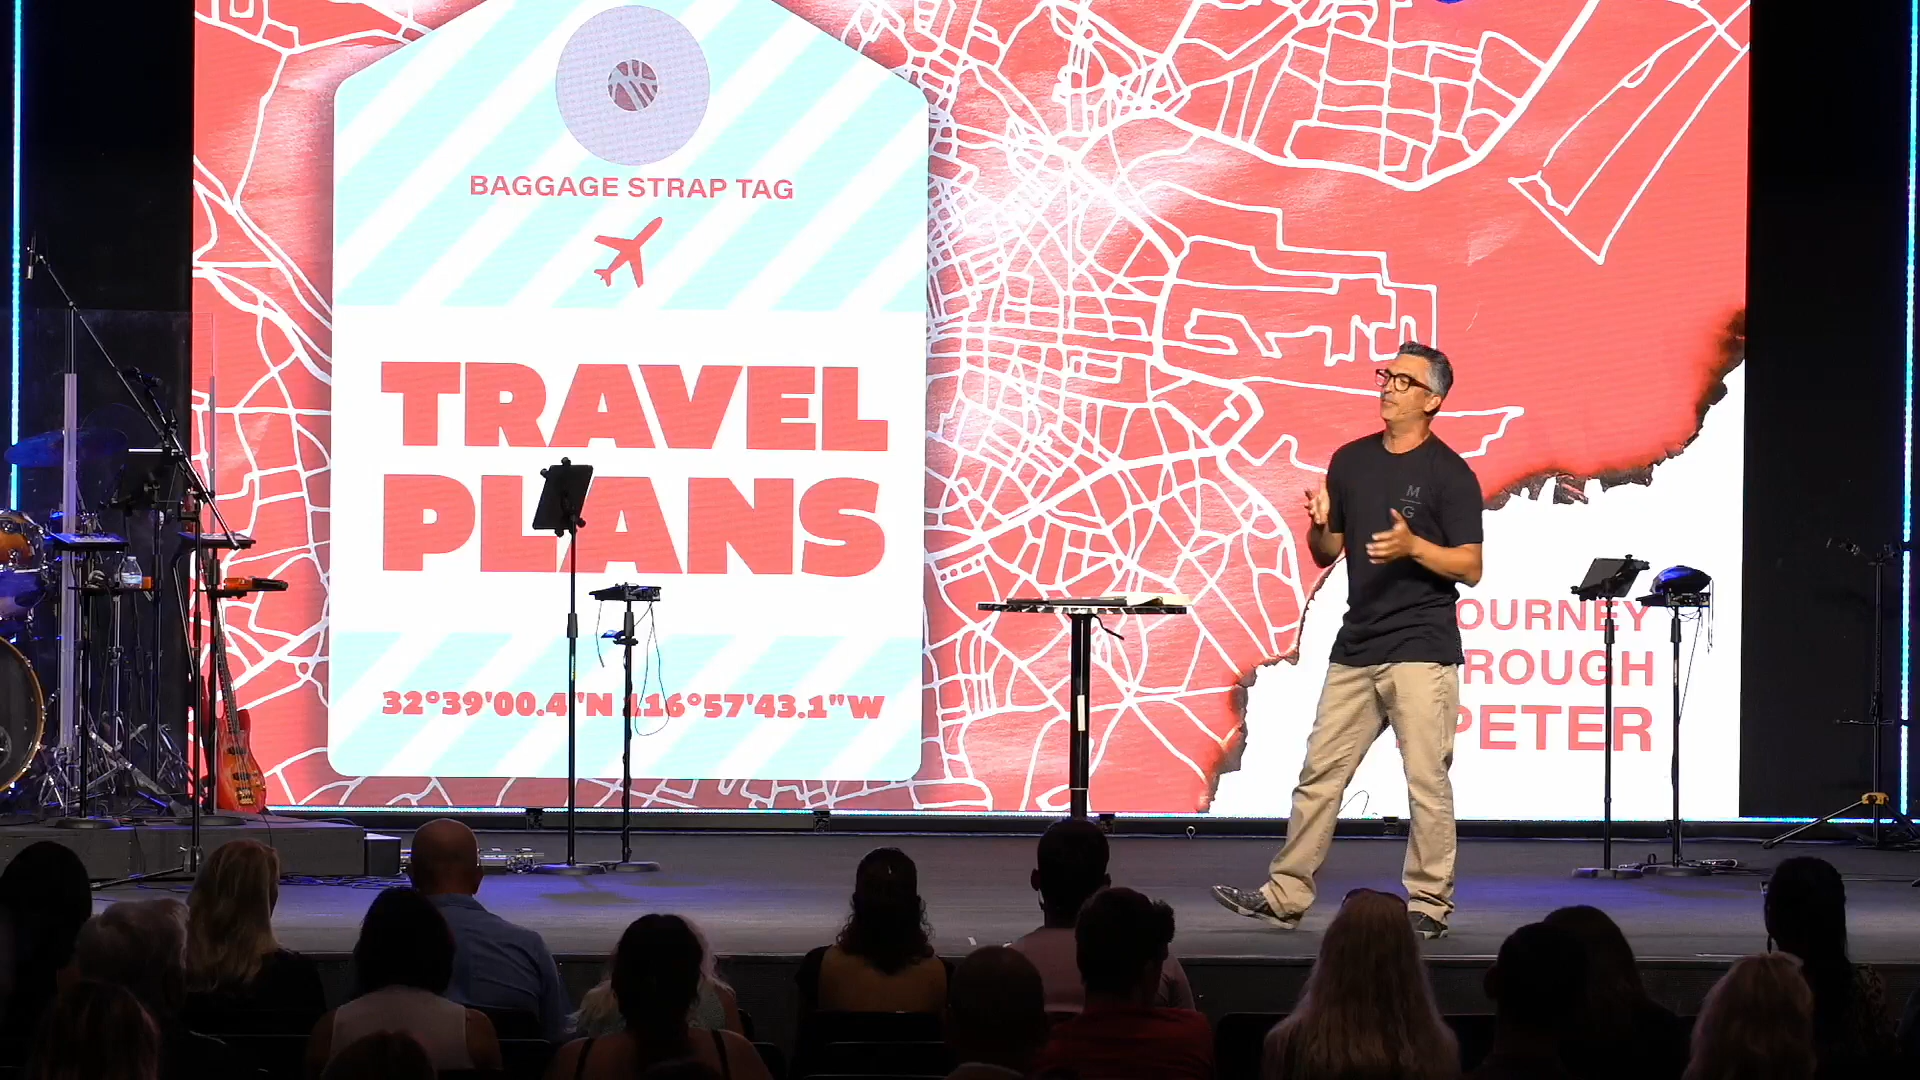 BAGGAGE STRAP TAG
TRAVEL
PLANS
32°39'00.4"N 116°57'43.1"W
M
G
OURNEY
ROUGH
PETER